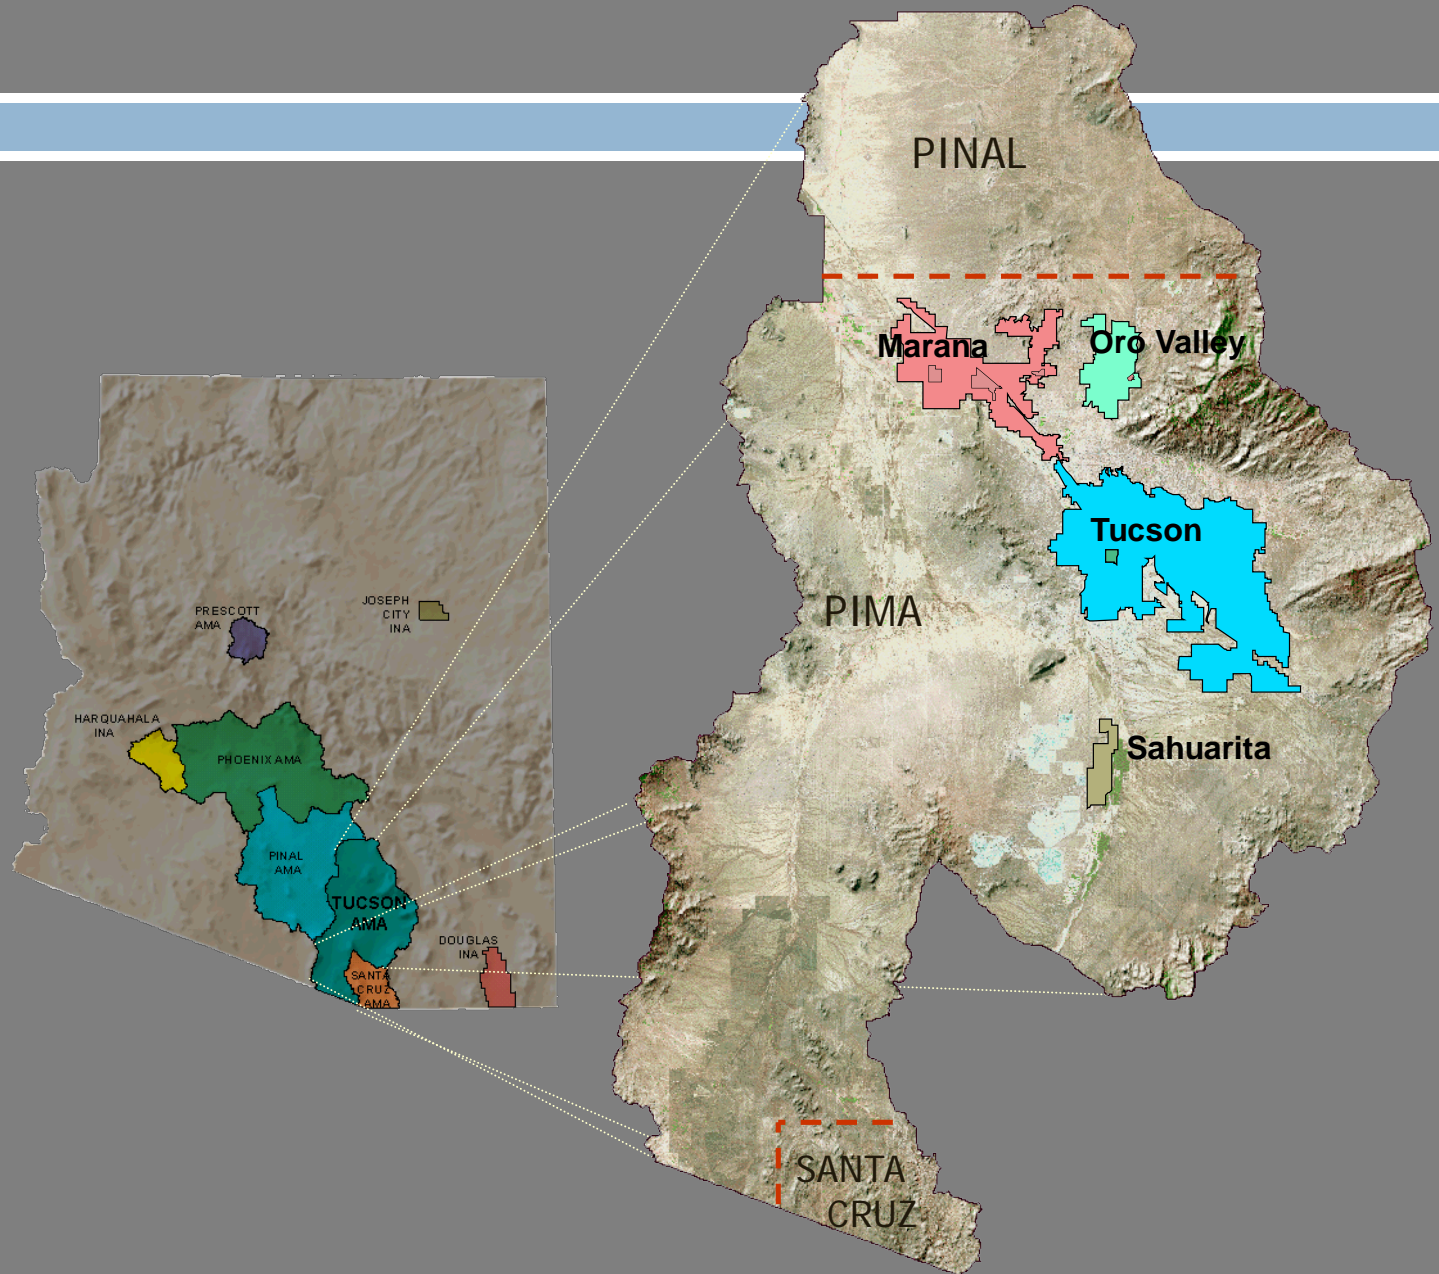 PINAL
Marana
Oro Valley
Tucson
PIMA
Sahuarita
SANTA
CRUZ
PRESCOTT
AMA
JOSEPH
CITY
INA
HARQUAHALA
INA
PHOENIX AMA
PINAL
AMA
TUCSON
AMA
DOUGLAS
INA
SANTA
CRUZ
AMA